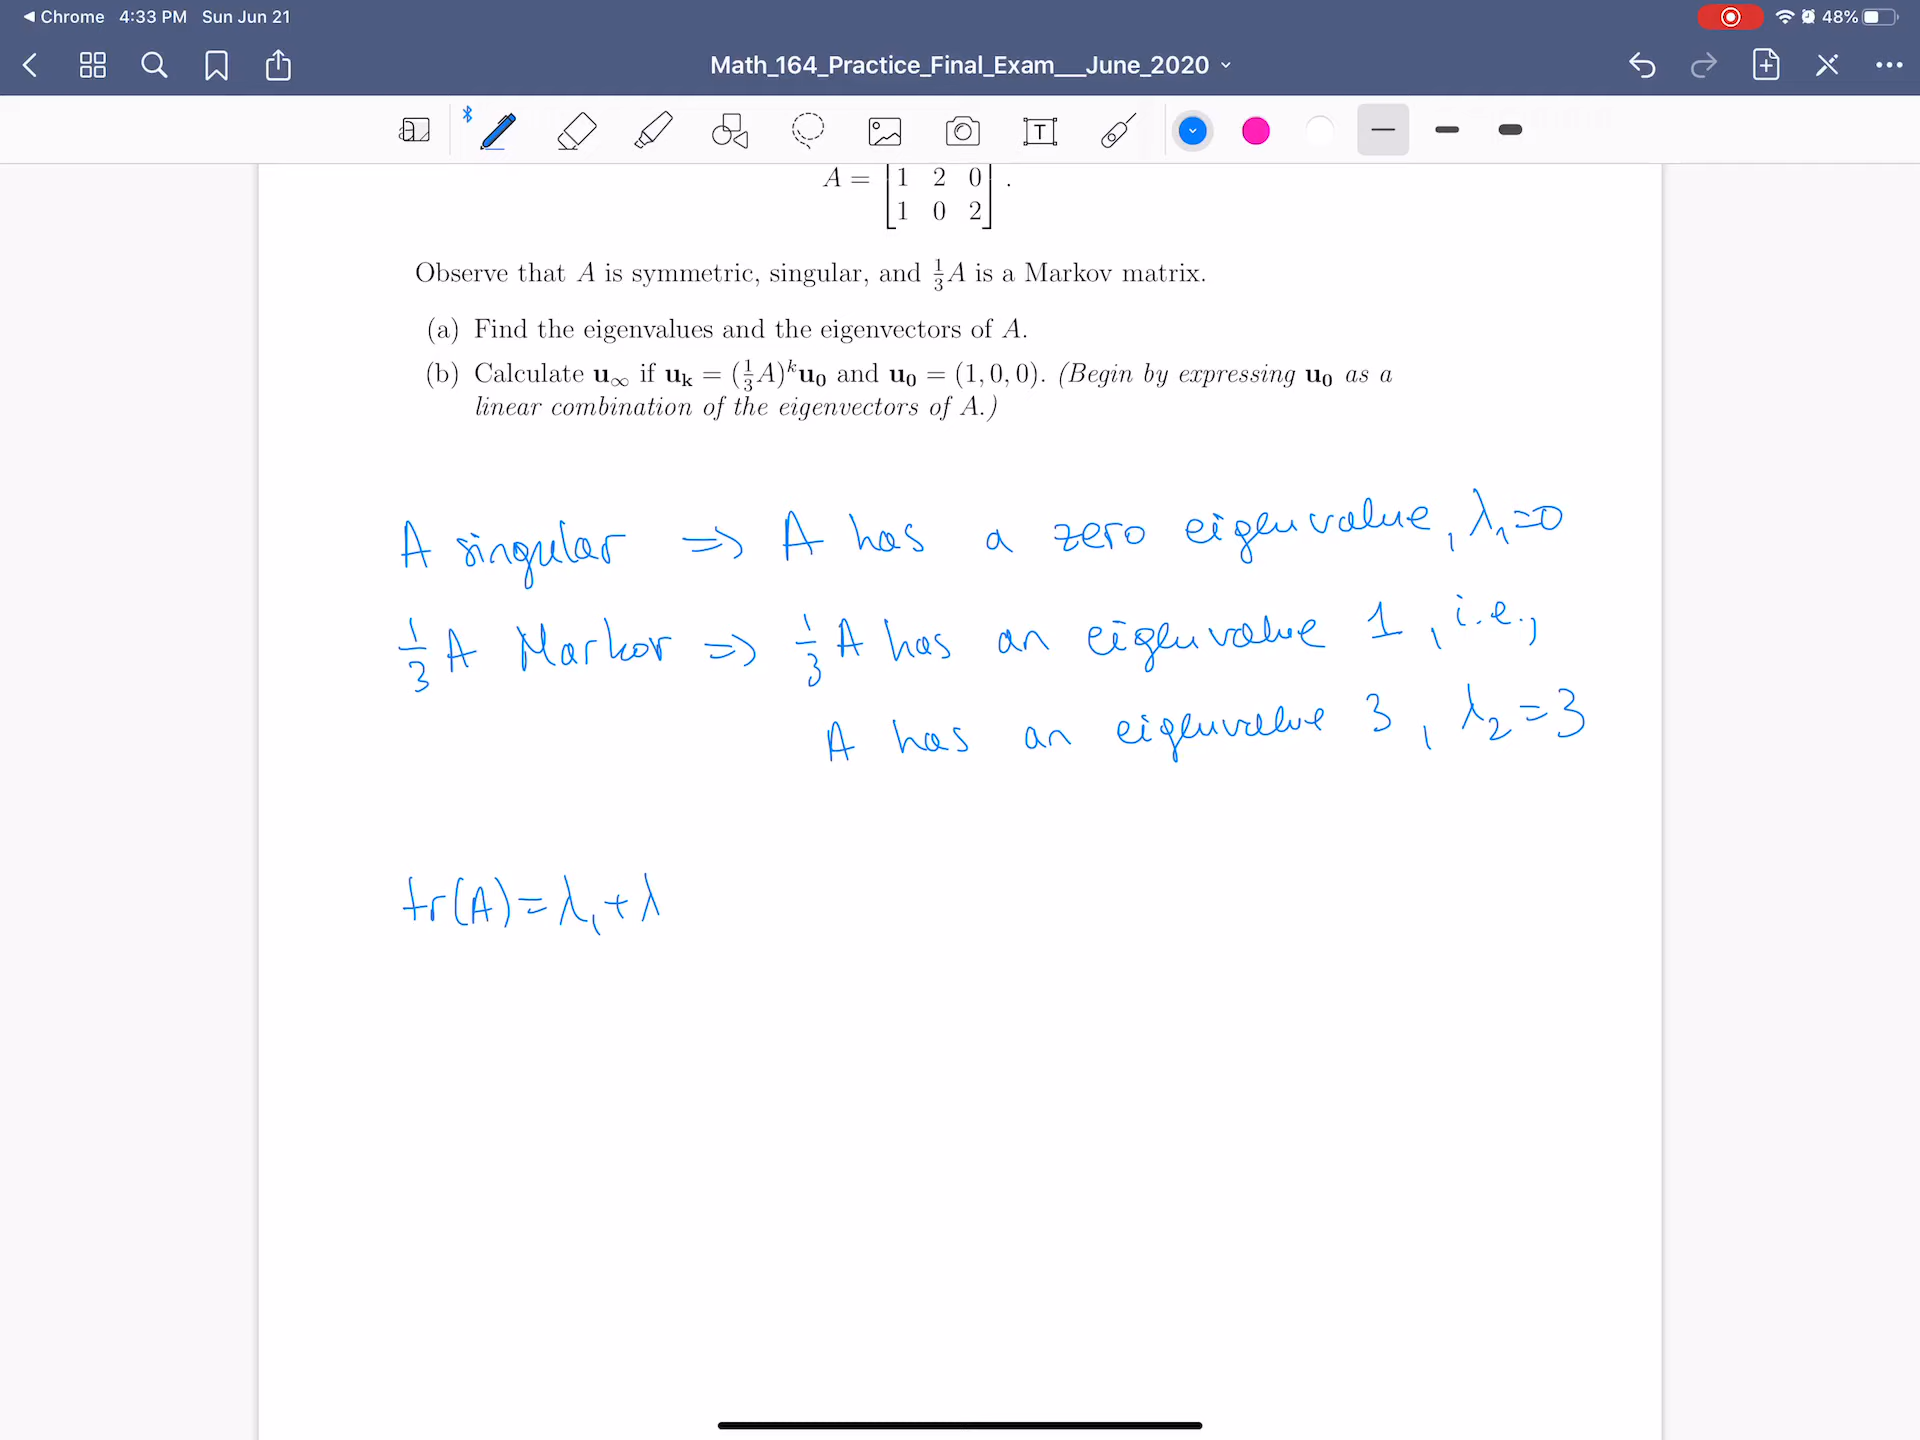 ◀ Chrome 4:33 PM Sun Jun 21 48%
Math_164_Practice_Final_Exam___June_2020
A = [1 2 0
1 0 2] .
Observe that A is symmetric, singular, and 1/3 A is a Markov matrix.
(a) Find the eigenvalues and the eigenvectors of A.
(b) Calculate u∞ if uk = (1/3 A)^k u0 and u0 = (1, 0, 0). (Begin by expressing u0 as a
linear combination of the eigenvectors of A.)
A singular => A has a zero eigenvalue, λ1=0
1/3 A Markov => 1/3 A has an eigenvalue 1, i.e.,
A has an eigenvalue 3, λ2=3
tr(A)=λ1+λ